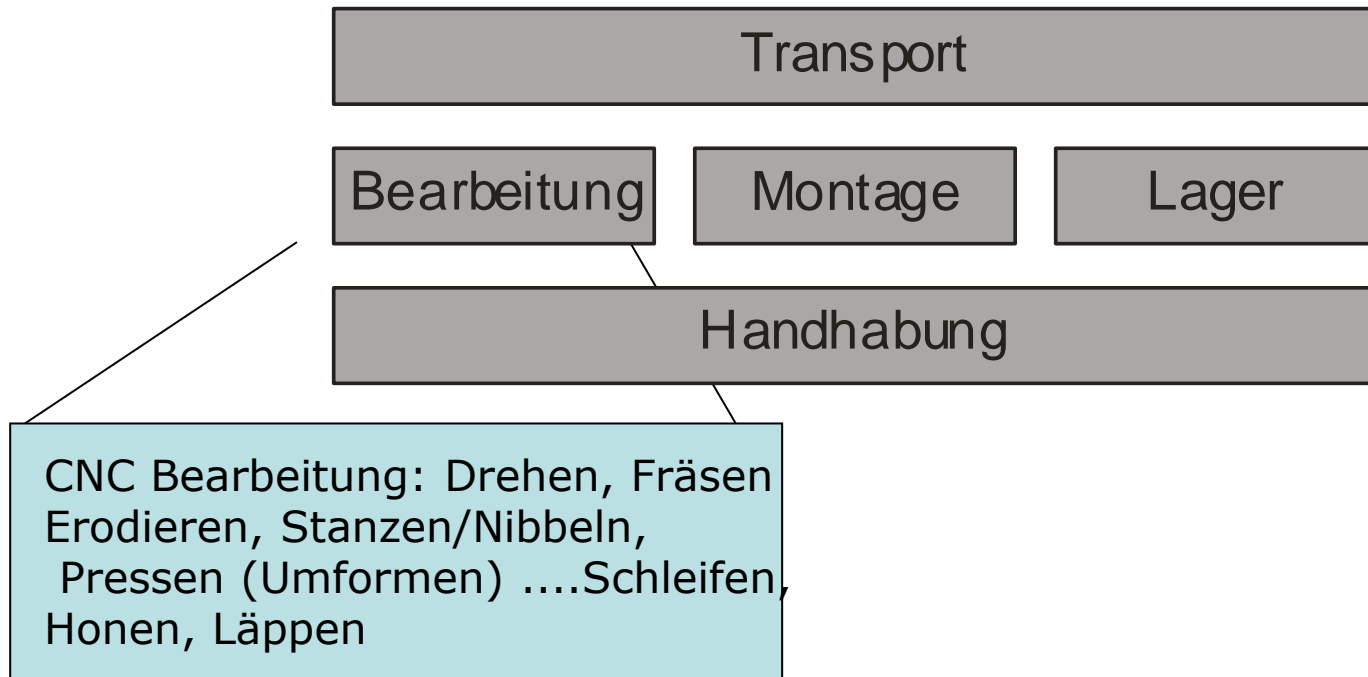 Transport
Bearbeitung Montage Lager
Handhabung
CNC Bearbeitung: Drehen, Fräsen
Erodieren, Stanzen/Nibbeln,
Pressen (Umformen) ....Schleifen,
Honen, Läppen